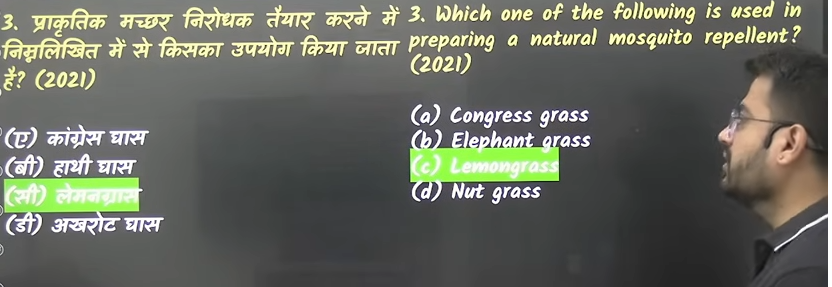 3. प्राकृतिक मच्छर निरोधक तैयार करने में
निम्नलिखित में से किसका उपयोग किया जाता
है? (2021)
(ए) कांग्रेस घास
(बी) हाथी घास
(सी) लेमनग्रास
(डी) अखरोट घास
3. Which one of the following is used in
preparing a natural mosquito repellent?
(2021)
(a) Congress grass
(b) Elephant grass
(c) Lemongrass
(d) Nut grass